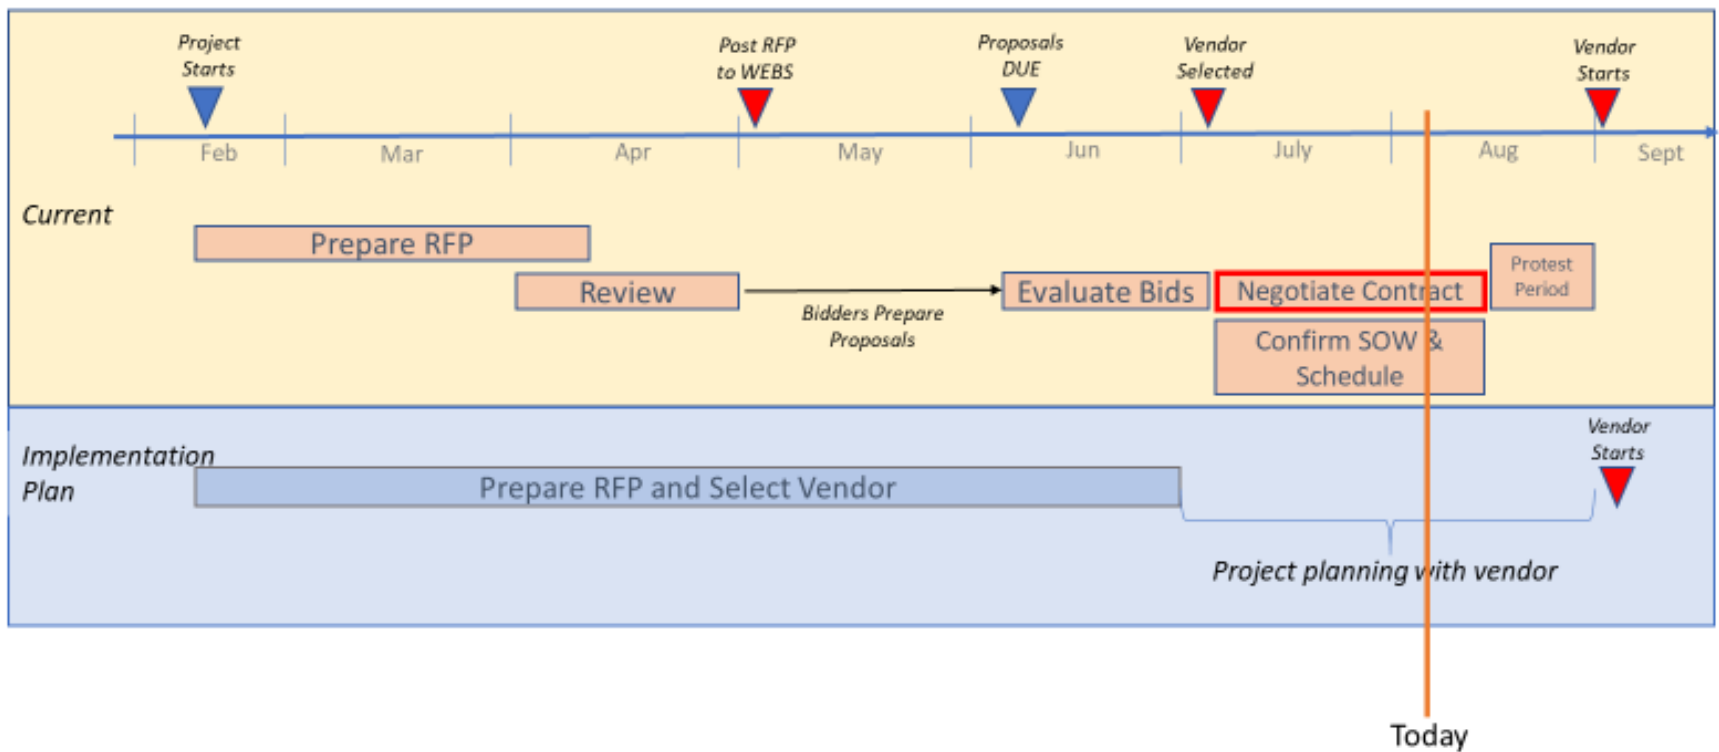 Project
Starts
Post RFP
to WEBS
Proposals
DUE
Vendor
Selected
Vendor
Starts
Feb
Mar
Apr
May
Jun
July
Aug
Sept
Current
Prepare RFP
Review
Bidders Prepare
Proposals
Evaluate Bids
Negotiate Contract
Protest
Period
Confirm SOW &
Schedule
Implementation
Plan
Prepare RFP and Select Vendor
Vendor
Starts
Project planning with vendor
Today